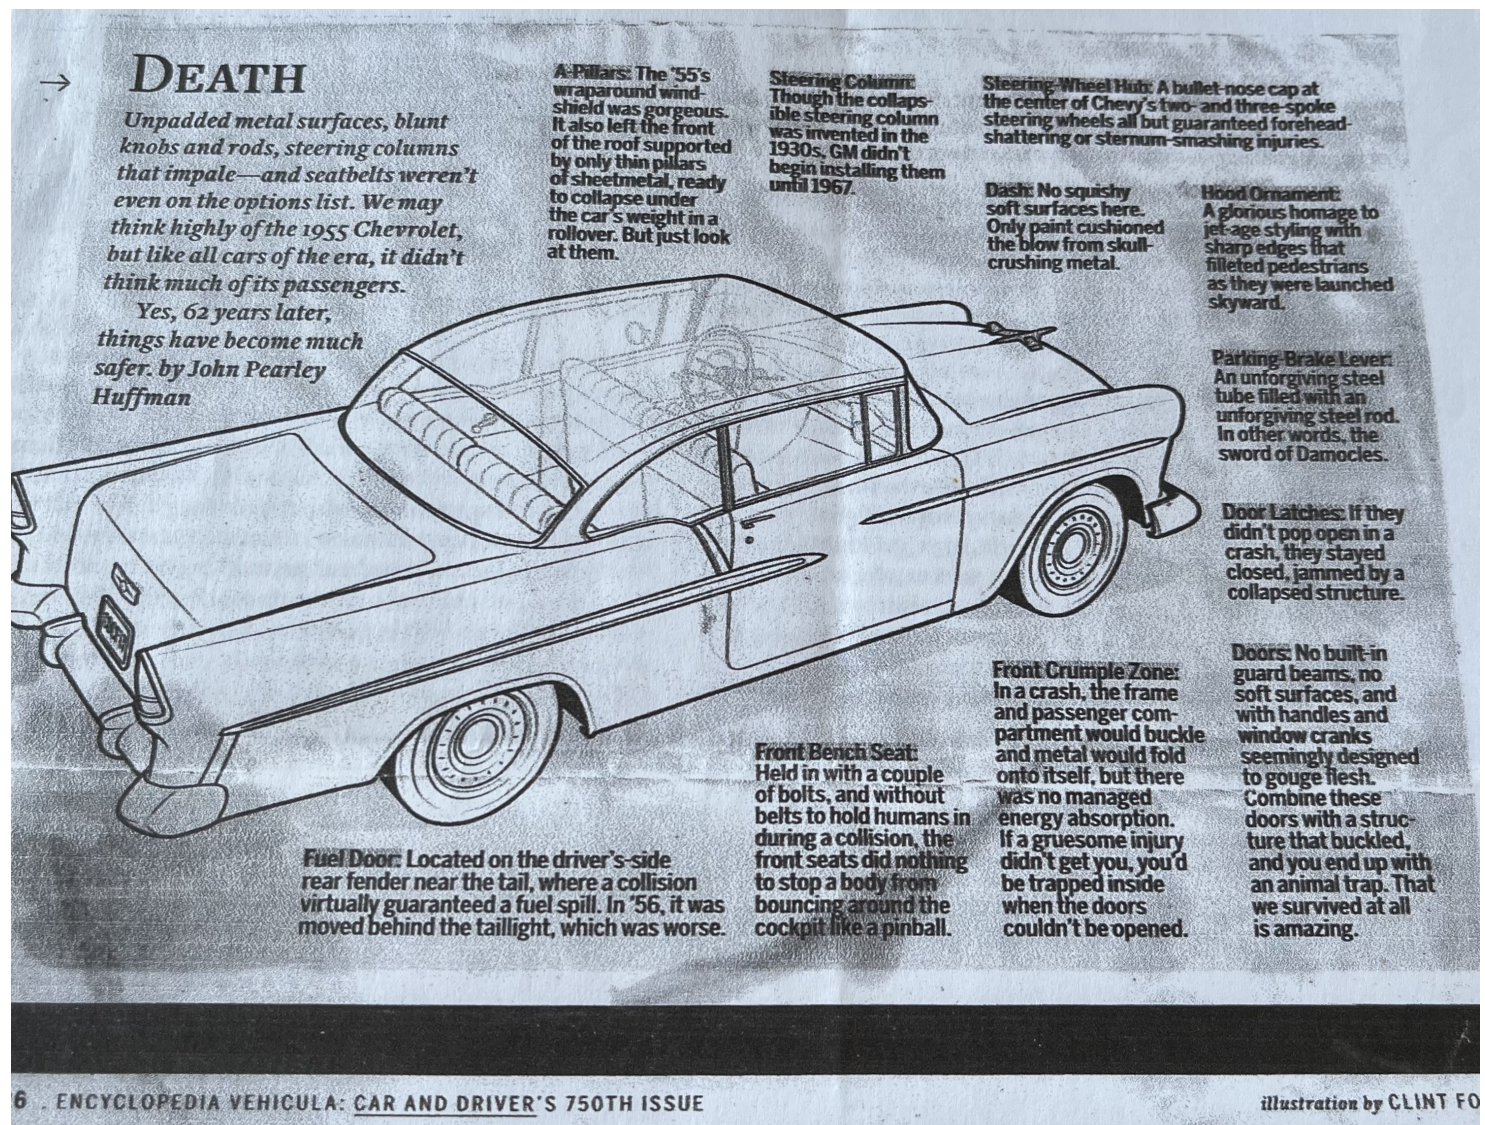 → DEATH
Unpadded metal surfaces, blunt
knobs and rods, steering columns
that impale—and seatbelts weren't
even on the options list. We may
think highly of the 1955 Chevrolet,
but like all cars of the era, it didn't
think much of its passengers.
Yes, 62 years later,
things have become much
safer. by John Pearley
Huffman
A-Pillars: The '55's
wraparound wind-
shield was gorgeous.
It also left the front
of the roof supported
by only thin pillars
of sheetmetal, ready
to collapse under
the car's weight in a
rollover. But just look
at them.
Steering Column:
Though the collaps-
ible steering column
was invented in the
1930s, GM didn't
begin installing them
until 1967.
Steering-Wheel Hub: A bullet-nose cap at
the center of Chevy's two- and three-spoke
steering wheels all but guaranteed forehead-
shattering or sternum-smashing injuries.
Dash: No squishy
soft surfaces here.
Only paint cushioned
the blow from skull-
crushing metal.
Hood Ornament:
A glorious homage to
jet-age styling with
sharp edges that
filleted pedestrians
as they were launched
skyward.
Parking-Brake Lever:
An unforgiving steel
tube filled with an
unforgiving steel rod.
In other words, the
sword of Damocles.
Door Latches: If they
didn't pop open in a
crash, they stayed
closed, jammed by a
collapsed structure.
Doors: No built-in
guard beams, no
soft surfaces, and
with handles and
window cranks
seemingly designed
to gouge flesh.
Combine these
doors with a struc-
ture that buckled,
and you end up with
an animal trap. That
we survived at all
is amazing.
Front Crumple Zone:
In a crash, the frame
and passenger com-
partment would buckle
and metal would fold
onto itself, but there
was no managed
energy absorption.
If a gruesome injury
didn't get you, you'd
be trapped inside
when the doors
couldn't be opened.
Front Bench Seat:
Held in with a couple
of bolts, and without
belts to hold humans in
during a collision, the
front seats did nothing
to stop a body from
bouncing around the
cockpit like a pinball.
Fuel Door: Located on the driver's-side
rear fender near the tail, where a collision
virtually guaranteed a fuel spill. In '56, it was
moved behind the taillight, which was worse.
6 . ENCYCLOPEDIA VEHICULA: CAR AND DRIVER'S 750TH ISSUE
illustration by CLINT FO